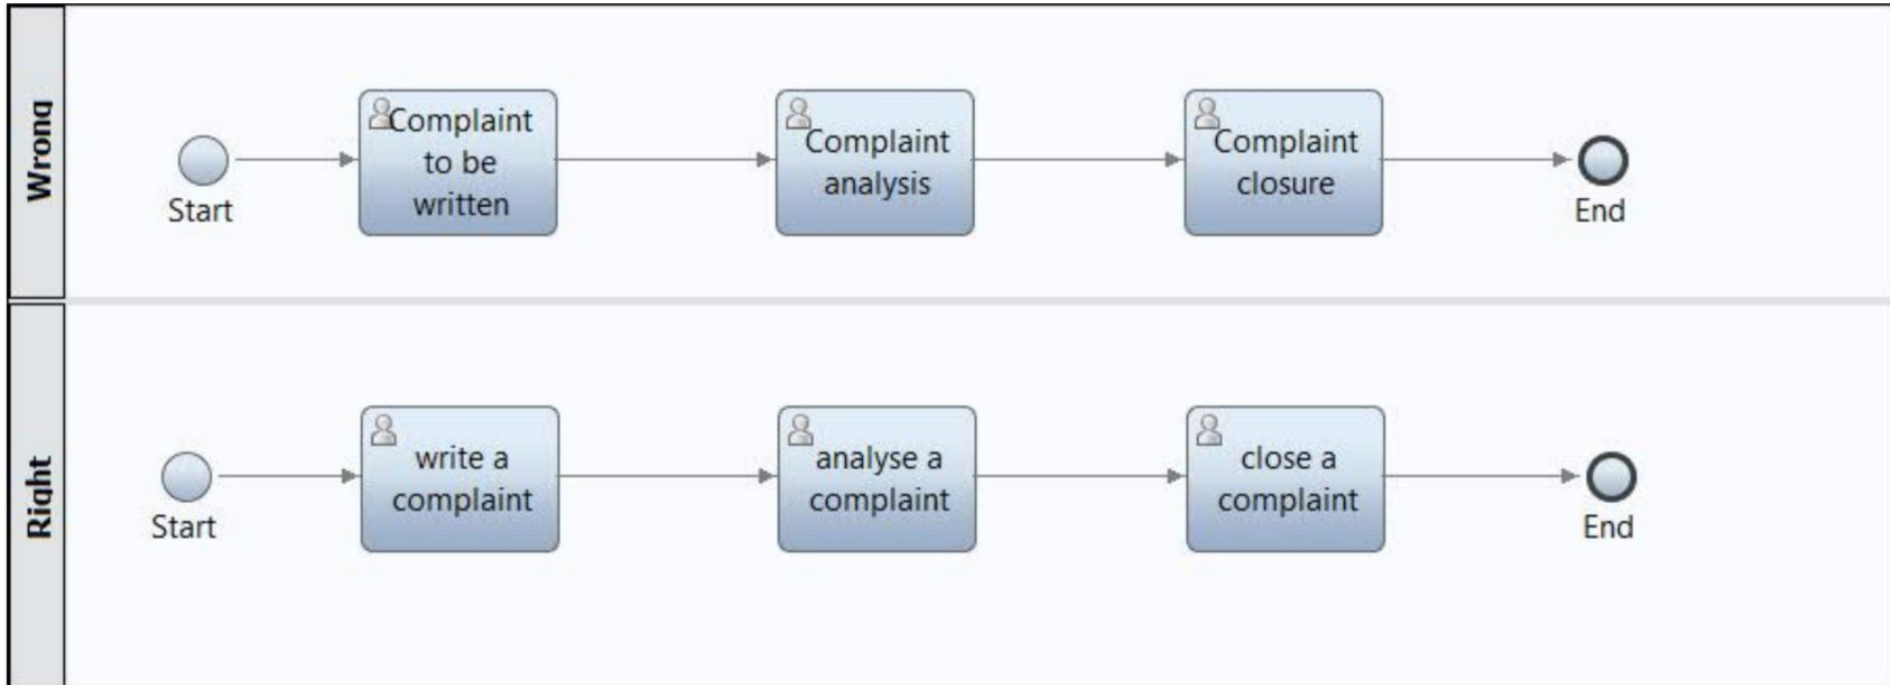 Wrong
Start
Complaint
to be
written
Complaint
analysis
Complaint
closure
End
Right
Start
write a
complaint
analyse a
complaint
close a
complaint
End